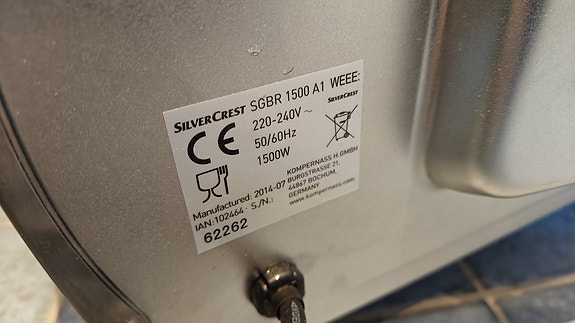 SILVERCREST SGBR 1500 A1 WEEE:
CE
220-240V ~
50/60Hz
1500W
SILVERCREST
Manufactured: 2014-07
IAN:102464 S./N.:
62262
KOMPERNASS H.GMBH
BURGSTRASSE 21,
44867 BOCHUM,
GERMANY
www.kompernass.com